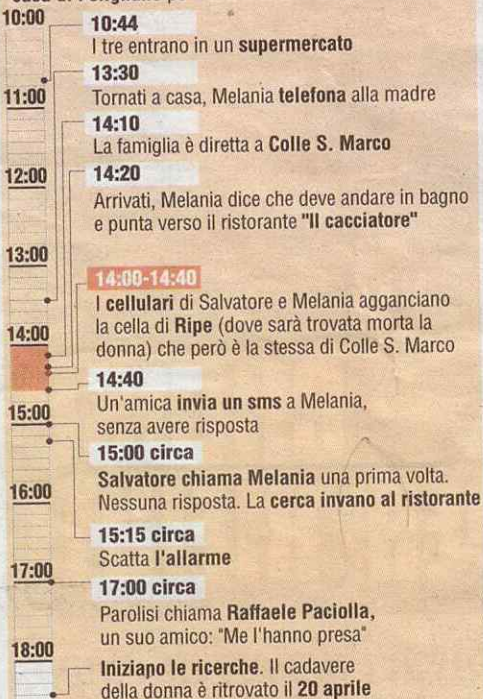 10:00
10:44
I tre entrano in un supermercato
13:30
11:00
Tornati a casa, Melania telefona alla madre
14:10
La famiglia è diretta a Colle S. Marco
12:00
14:20
Arrivati, Melania dice che deve andare in bagno
e punta verso il ristorante "Il cacciatore"
13:00
14:00-14:40
I cellulari di Salvatore e Melania agganciano
la cella di Ripe (dove sarà trovata morta la
14:00
donna) che però è la stessa di Colle S. Marco
14:40
Un'amica invia un sms a Melania,
15:00
senza avere risposta
15:00 circa
Salvatore chiama Melania una prima volta.
16:00
Nessuna risposta. La cerca invano al ristorante
15:15 circa
Scatta l'allarme
17:00
17:00 circa
Parolisi chiama Raffaele Paciolla,
un suo amico: "Me l'hanno presa"
18:00
Iniziano le ricerche. Il cadavere
della donna è ritrovato il 20 aprile